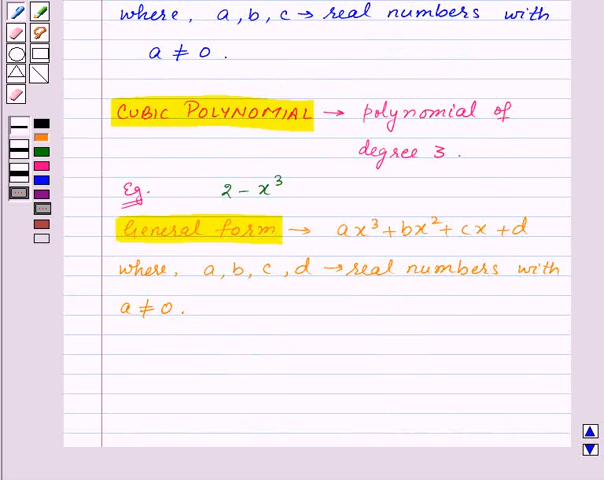 where, a, b, c → real numbers with
a ≠ 0.
CUBIC POLYNOMIAL → polynomial of
degree 3.
Eg. 2 - x³
General form → ax³ + bx² + cx + d
where, a, b, c, d → real numbers with
a ≠ 0.